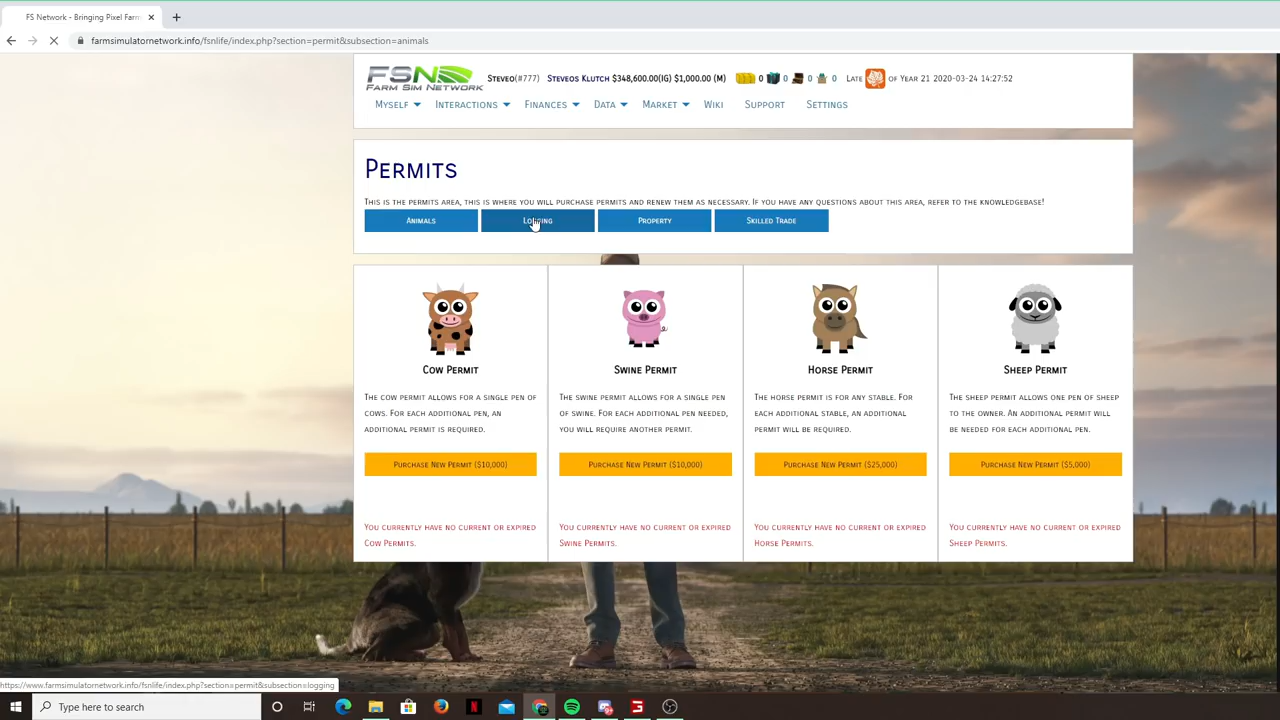 FS Network - Bringing Pixel Farm
farmsimulatornetwork.info/fsnlife/index.php?section=permit&subsection=animals
FSN
FARM SIM NETWORK
Steveo(#777) Steveos Klutch $348,600.00(IG) $1,000.00 (M) 0 0 0 0 Late of Year 21 2020-03-24 14:27:52
Myself Interactions Finances Data Market Wiki Support Settings
Permits
This is the permits area, this is where you will purchase permits and renew them as necessary. If you have any questions about this area, refer to the knowledgebase!
Animals Logging Property Skilled Trade
Cow Permit
The cow permit allows for a single pen of
cows. For each additional pen, an
additional permit is required.
Purchase New Permit ($10,000)
You currently have no current or expired
Cow Permits.
Swine Permit
The swine permit allows for a single pen
of swine. For each additional pen needed,
you will require another permit.
Purchase New Permit ($10,000)
You currently have no current or expired
Swine Permits.
Horse Permit
The horse permit is for any stable. For
each additional stable, an additional
permit will be required.
Purchase New Permit ($25,000)
You currently have no current or expired
Horse Permits.
Sheep Permit
The sheep permit allows one pen of sheep
to the owner. An additional permit will
be needed for each additional pen.
Purchase New Permit ($5,000)
You currently have no current or expired
Sheep Permits.
https://www.farmsimulatornetwork.info/fsnlife/index.php?section=permit&subsection=logging
Type here to search